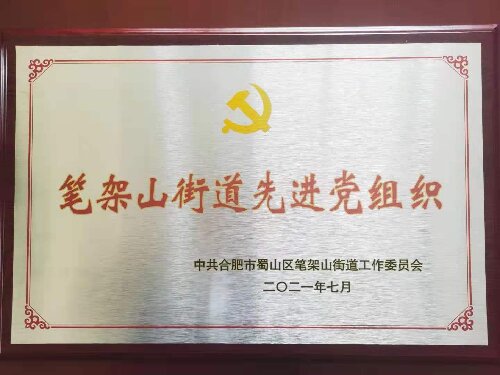 笔架山街道先进党组织
中共合肥市蜀山区笔架山街道工作委员会
二〇二一年七月